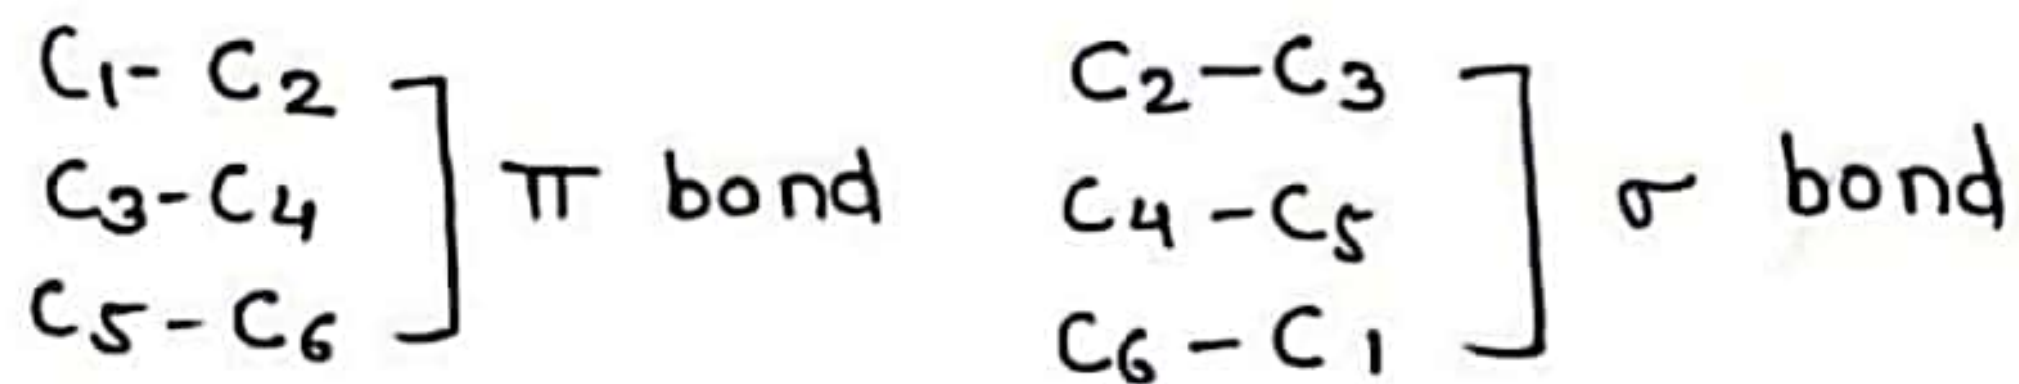 C₁- C₂
C₃-C₄
C₅-C₆
π bond
C₂-C₃
C₄-C₅
C₆-C₁
σ bond